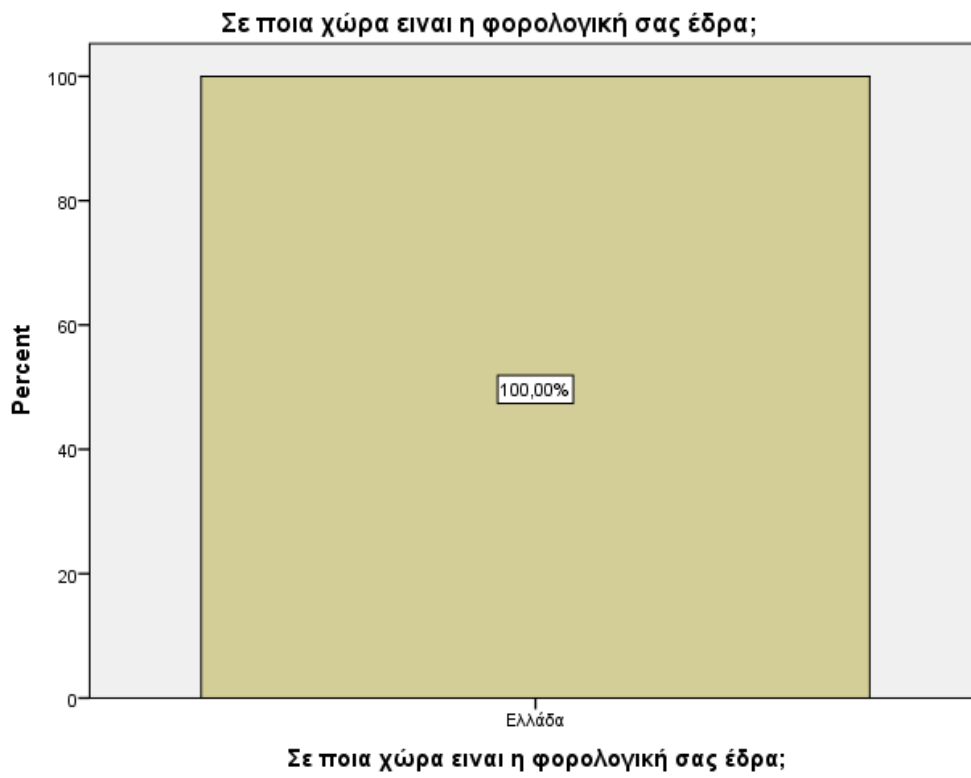 Σε ποια χώρα ειναι η φορολογική σας έδρα;
100
80
60
40
20
0
Percent
100,00%
Ελλάδα
Σε ποια χώρα ειναι η φορολογική σας έδρα;